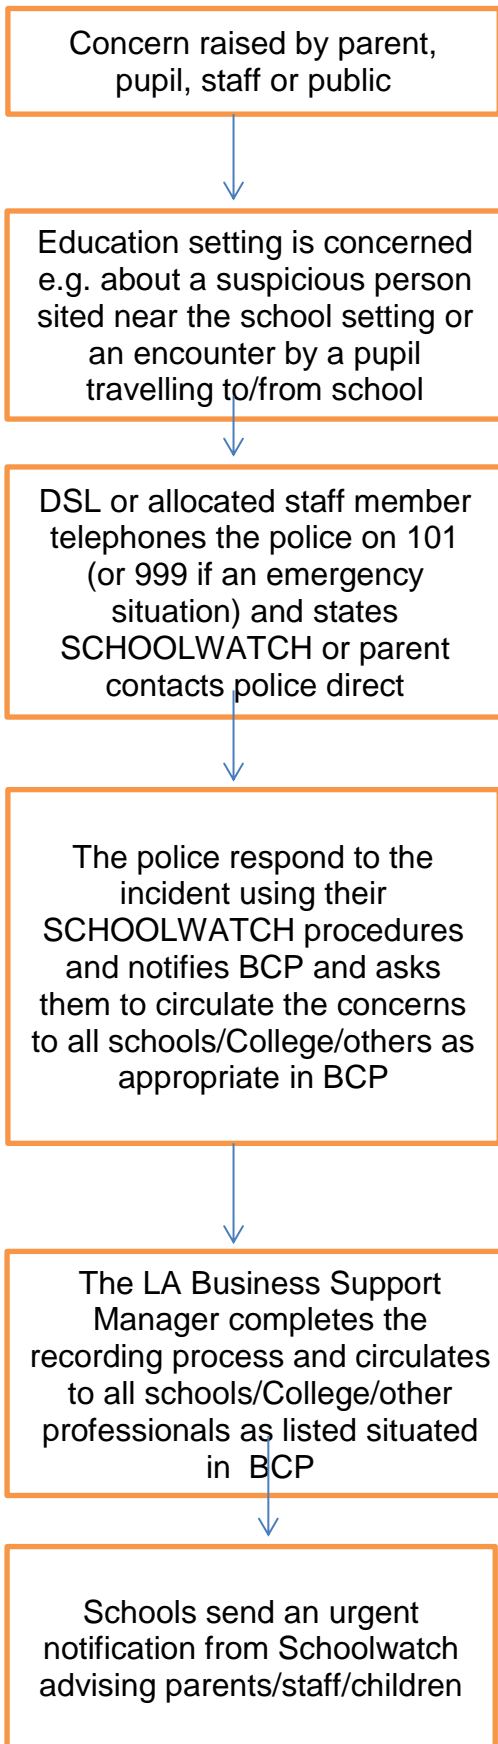 Concern raised by parent,
pupil, staff or public
Education setting is concerned
e.g. about a suspicious person
sited near the school setting or
an encounter by a pupil
travelling to/from school
DSL or allocated staff member
telephones the police on 101
(or 999 if an emergency
situation) and states
SCHOOLWATCH or parent
contacts police direct
The police respond to the
incident using their
SCHOOLWATCH procedures
and notifies BCP and asks
them to circulate the concerns
to all schools/College/others as
appropriate in BCP
The LA Business Support
Manager completes the
recording process and circulates
to all schools/College/other
professionals as listed situated
in  BCP
Schools send an urgent
notification from Schoolwatch
advising parents/staff/children